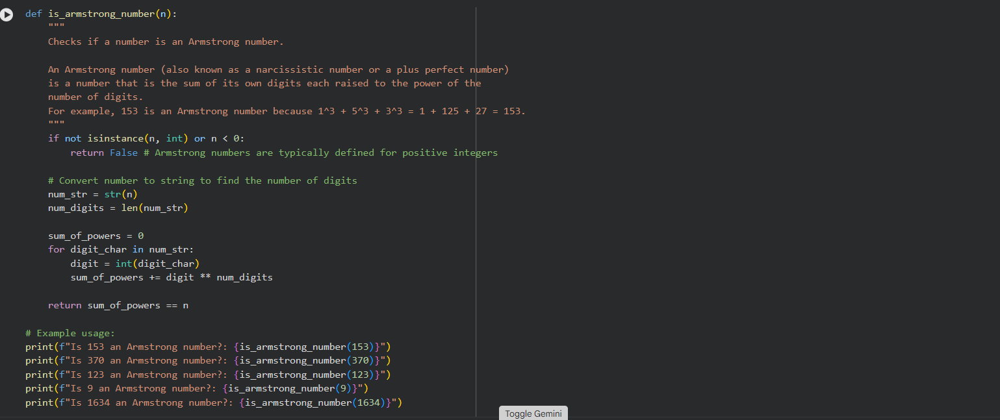 def is_armstrong_number(n):
    """
    Checks if a number is an Armstrong number.

    An Armstrong number (also known as a narcissistic number or a plus perfect number)
    is a number that is the sum of its own digits each raised to the power of the
    number of digits.
    For example, 153 is an Armstrong number because 1^3 + 5^3 + 3^3 = 1 + 125 + 27 = 153.
    """
    if not isinstance(n, int) or n < 0:
        return False # Armstrong numbers are typically defined for positive integers

    # Convert number to string to find the number of digits
    num_str = str(n)
    num_digits = len(num_str)

    sum_of_powers = 0
    for digit_char in num_str:
        digit = int(digit_char)
        sum_of_powers += digit ** num_digits

    return sum_of_powers == n

# Example usage:
print(f"Is 153 an Armstrong number?: {is_armstrong_number(153)}")
print(f"Is 370 an Armstrong number?: {is_armstrong_number(370)}")
print(f"Is 123 an Armstrong number?: {is_armstrong_number(123)}")
print(f"Is 9 an Armstrong number?: {is_armstrong_number(9)}")
print(f"Is 1634 an Armstrong number?: {is_armstrong_number(1634)}")
Toggle Gemini